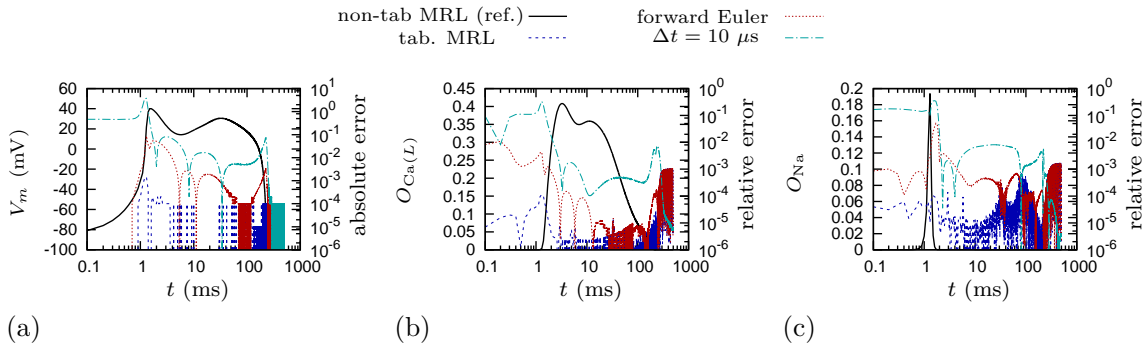 non-tab MRL (ref.)
tab. MRL
forward Euler
Δt = 10 μs
60
40
20
0
-20
-40
-60
-80
-100
V_m (mV)
10^1
10^0
10^-1
10^-2
10^-3
10^-4
10^-5
10^-6
absolute error
0.1 1 10 100 1000
t (ms)
(a)
0.45
0.4
0.35
0.3
0.25
0.2
0.15
0.1
0.05
0
O_Ca(L)
10^0
10^-1
10^-2
10^-3
10^-4
10^-5
10^-6
relative error
0.1 1 10 100 1000
t (ms)
(b)
0.2
0.18
0.16
0.14
0.12
0.1
0.08
0.06
0.04
0.02
0
O_Na
10^0
10^-1
10^-2
10^-3
10^-4
10^-5
10^-6
relative error
0.1 1 10 100 1000
t (ms)
(c)